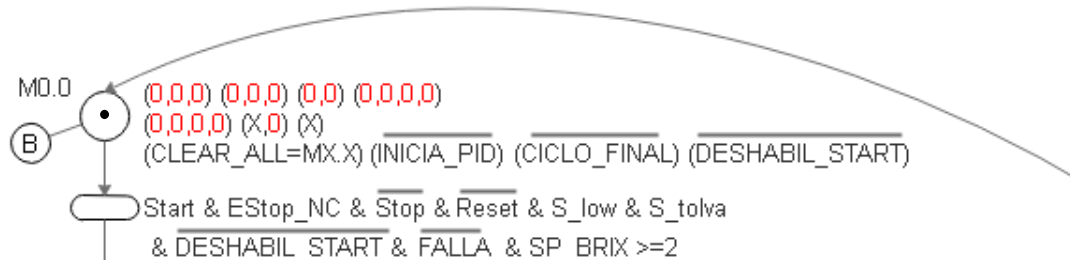 M0.0
(0,0,0) (0,0,0) (0,0) (0,0,0,0)
B
(0,0,0,0) (X,0) (X)
(CLEAR_ALL=MX.X) (INICIA_PID) (CICLO_FINAL) (DESHABIL_START)
Start & EStop_NC & Stop & Reset & S_low & S_tolva
& DESHABIL_START & FALLA & SP_BRIX >=2